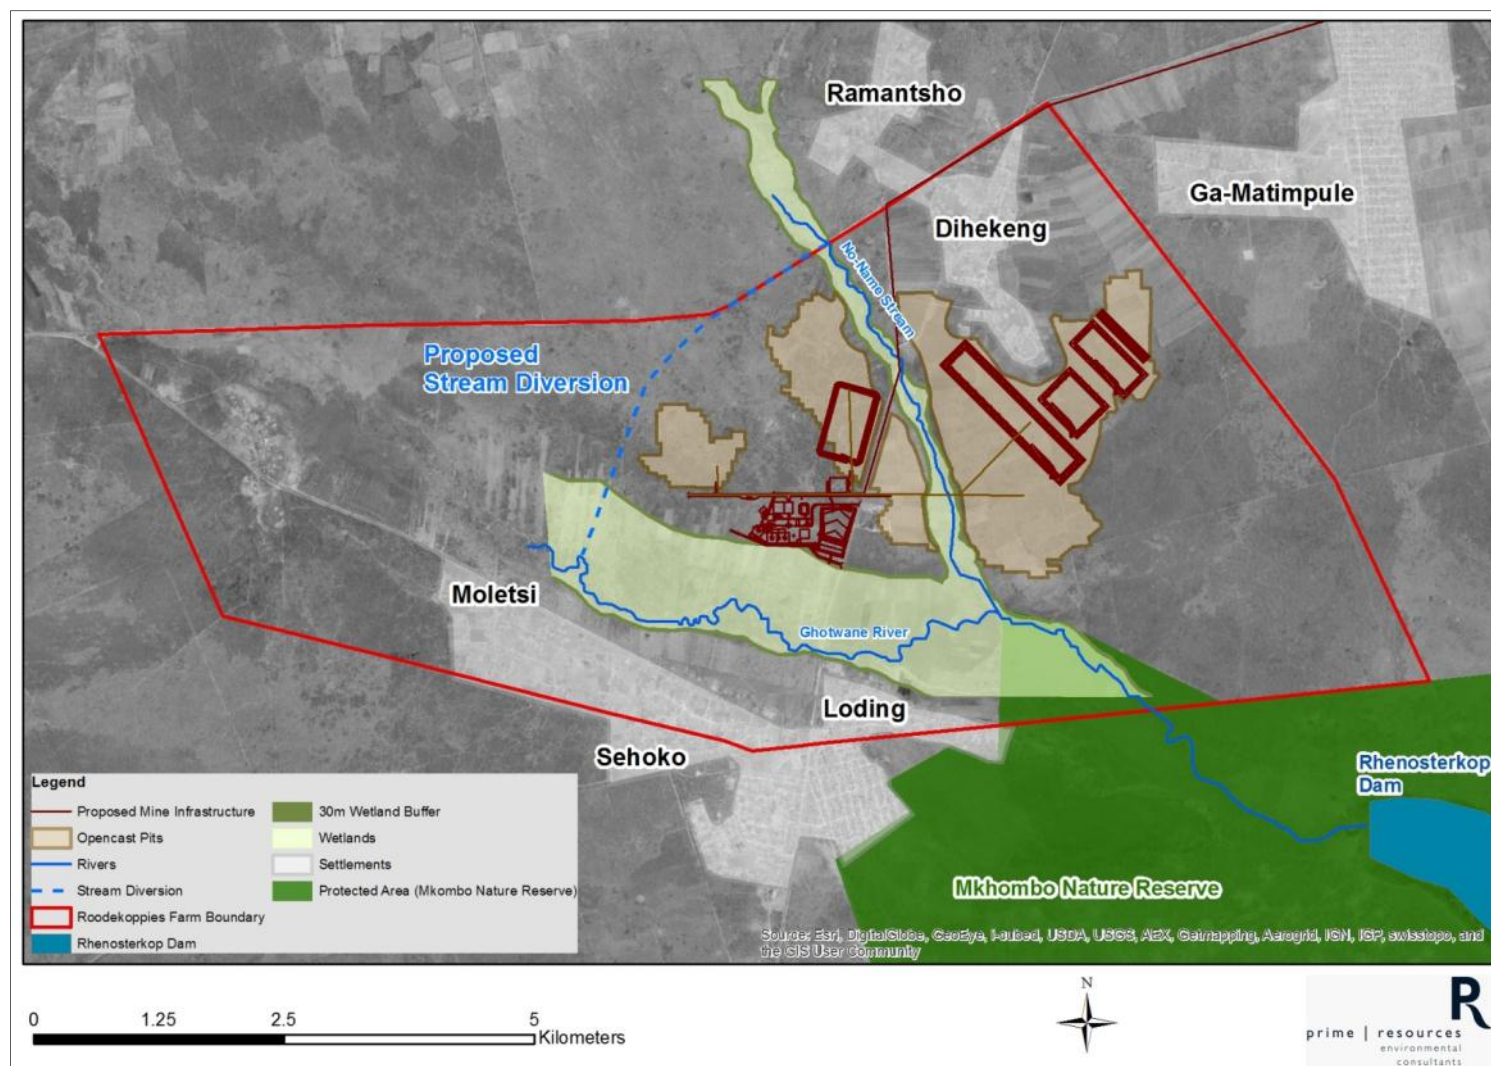 Ramantsho
Ga-Matimpule
Dihekeng
No-Name Stream
Proposed
Stream Diversion
Moletsi
Ghotwane River
Loding
Sehoko
Rhenosterkop
Dam
Mkhombo Nature Reserve
Legend
Proposed Mine Infrastructure
Opencast Pits
Rivers
Stream Diversion
Roodekoppies Farm Boundary
Rhenosterkop Dam
30m Wetland Buffer
Wetlands
Settlements
Protected Area (Mkombo Nature Reserve)
Source: Esri, DigitalGlobe, GeoEye, i-cubed, USDA, USGS, AEX, Getmapping, Aerogrid, IGN, IGP, swisstopo, and
the GIS User Community
0 1.25 2.5 5
Kilometers
N
R
prime | resources
environmental
consultants